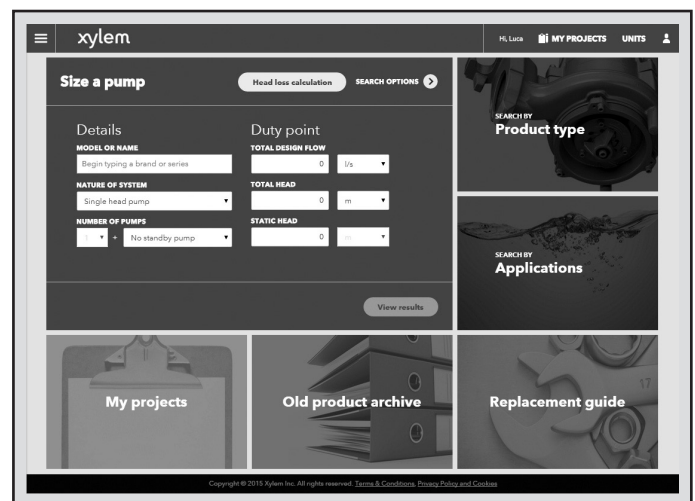 xylem
Hi, Luca
MY PROJECTS
UNITS
Size a pump
Head loss calculation
SEARCH OPTIONS
Details
MODEL OR NAME
Begin typing a brand or series
NATURE OF SYSTEM
Single head pump
NUMBER OF PUMPS
1 + No standby pump
Duty point
TOTAL DESIGN FLOW
0 l/s
TOTAL HEAD
0 m
STATIC HEAD
0 m
View results
SEARCH BY
Product type
SEARCH BY
Applications
My projects
Old product archive
Replacement guide
17
Copyright © 2015 Xylem Inc. All rights reserved. Terms & Conditions, Privacy Policy and Cookies